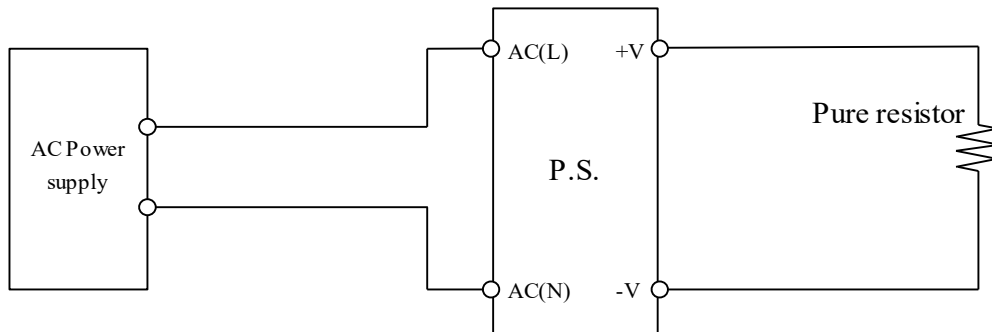 AC(L)
+V
Pure resistor
AC Power
supply
P.S.
AC(N)
-V